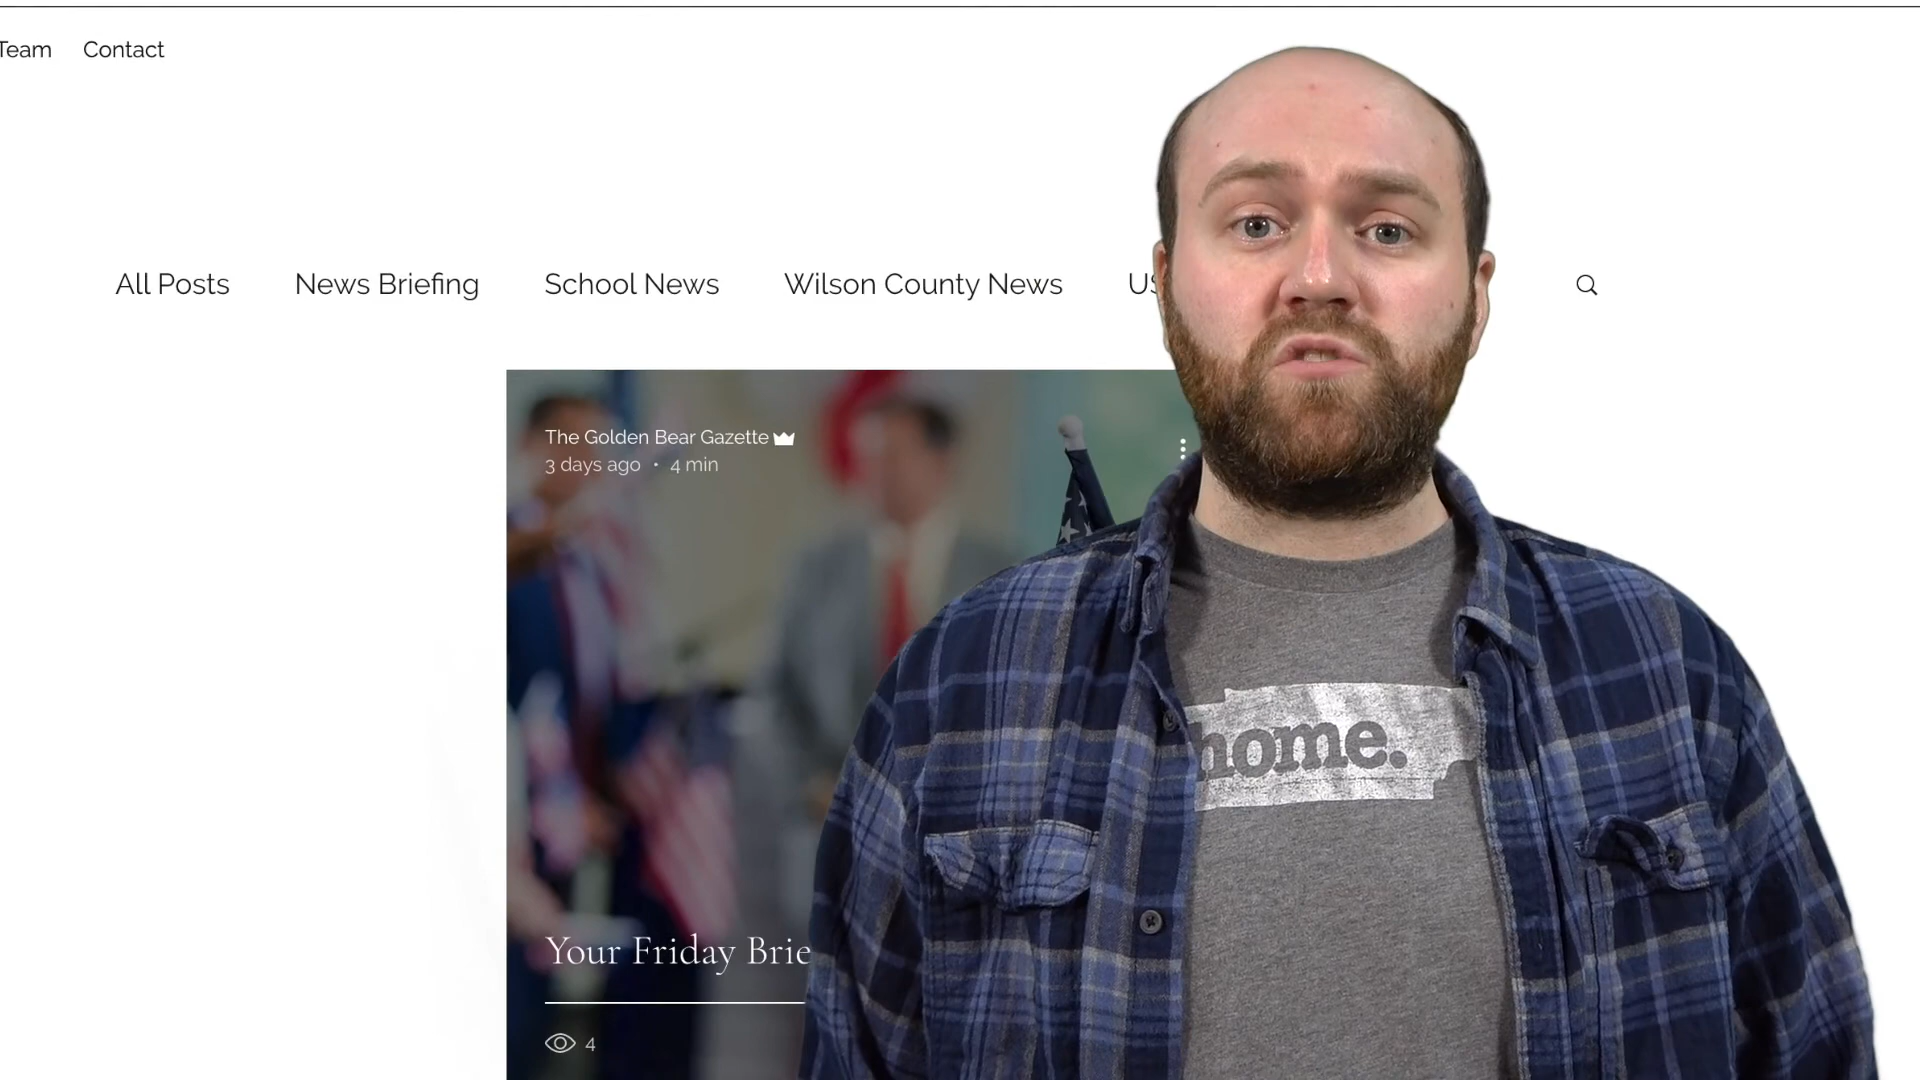 Team Contact
All Posts News Briefing School News Wilson County News US
The Golden Bear Gazette
3 days ago • 4 min
home.
Your Friday Brie
4